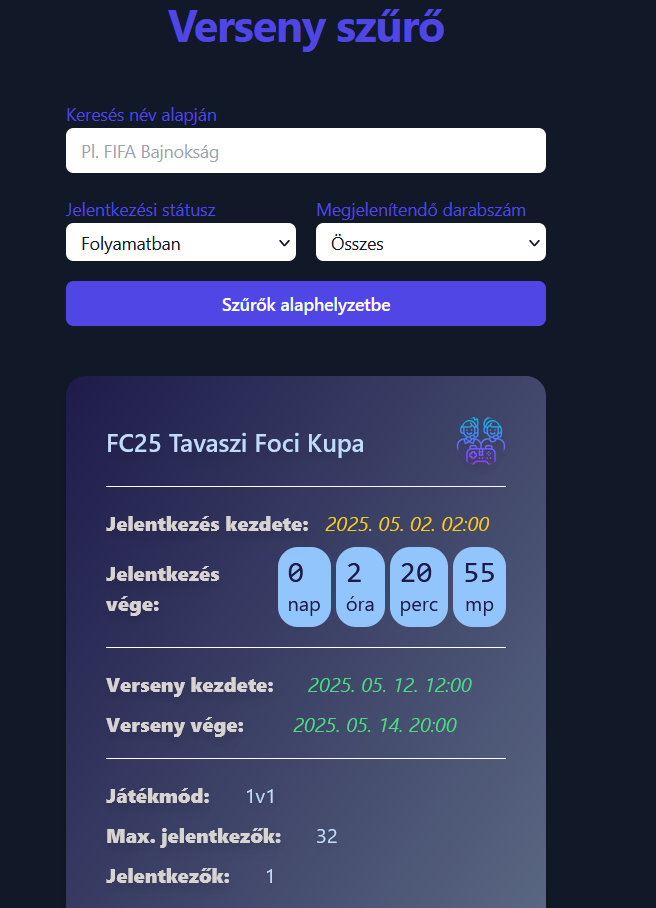 Verseny szűrő
Keresés név alapján
Pl. FIFA Bajnokság
Jelentkezési státusz
Megjelenítendő darabszám
Folyamatban
Összes
Szűrők alaphelyzetbe
FC25 Tavaszi Foci Kupa
Jelentkezés kezdete: 2025. 05. 02. 02:00
Jelentkezés vége:
0 nap
2 óra
20 perc
55 mp
Verseny kezdete: 2025. 05. 12. 12:00
Verseny vége: 2025. 05. 14. 20:00
Játékmód: 1v1
Max. jelentkezők: 32
Jelentkezők: 1